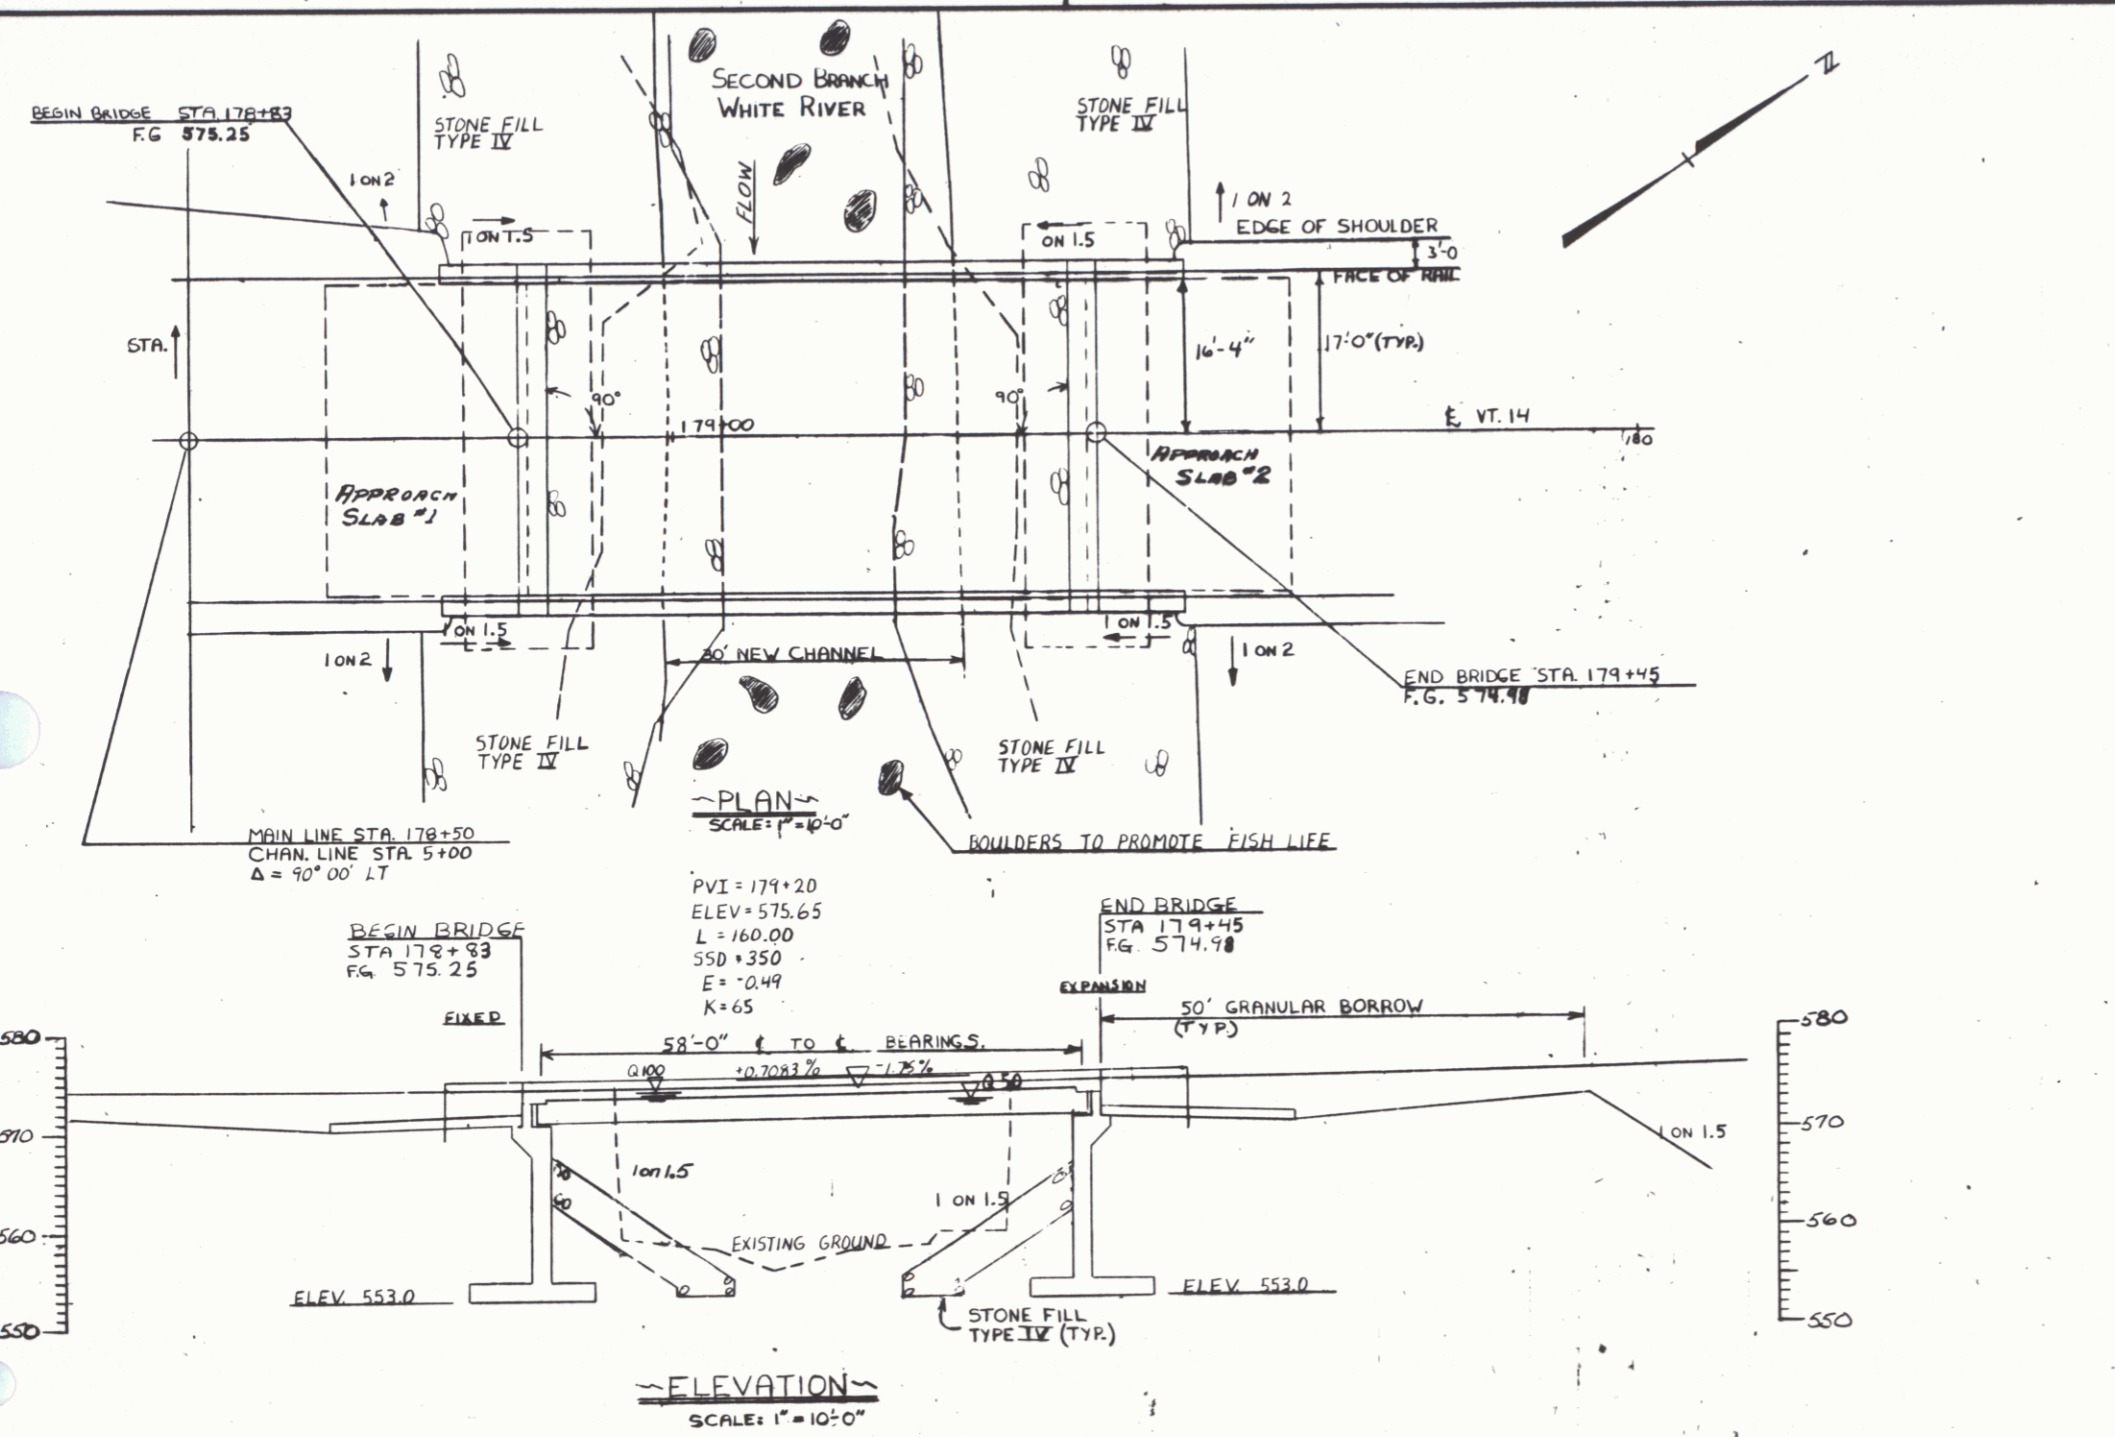 SECOND BRANCH
WHITE RIVER
BEGIN BRIDGE STA. 178+83
F.G 575.25
STONE FILL
TYPE IV
STONE FILL
TYPE IV
N
1 ON 2
FLOW
1 ON 2
EDGE OF SHOULDER
1 ON 1.5
ON 1.5
3'-0
FACE OF RAIL
STA.
16'-4"
17'-0" (TYP.)
90°
90°
179+00
℄ VT. 14
180
APPROACH
SLAB #1
APPROACH
SLAB #2
1 ON 1.5
1 ON 1.5
1 ON 2
30' NEW CHANNEL
1 ON 2
END BRIDGE STA. 179+45
F.G. 574.98
STONE FILL
TYPE IV
STONE FILL
TYPE IV
~PLAN~
SCALE: 1"=10'-0"
MAIN LINE STA. 178+50
CHAN. LINE STA. 5+00
Δ = 90° 00' LT
BOULDERS TO PROMOTE FISH LIFE
PVI = 179+20
ELEV = 575.65
L = 160.00
SSD = 350
E = -0.49
K = 65
BEGIN BRIDGE
STA 178+83
F.G. 575.25
END BRIDGE
STA 179+45
F.G. 574.98
FIXED
EXPANSION
50' GRANULAR BORROW
(TYP.)
580
580
58'-0" ℄ TO ℄ BEARINGS.
Q100
+0.7083%
-1.75%
Q50
570
570
1 ON 1.5
1 on 1.5
1 ON 1.5
560
560
EXISTING GROUND
ELEV. 553.0
ELEV. 553.0
STONE FILL
TYPE IV (TYP.)
550
550
~ELEVATION~
SCALE: 1" = 10'-0"